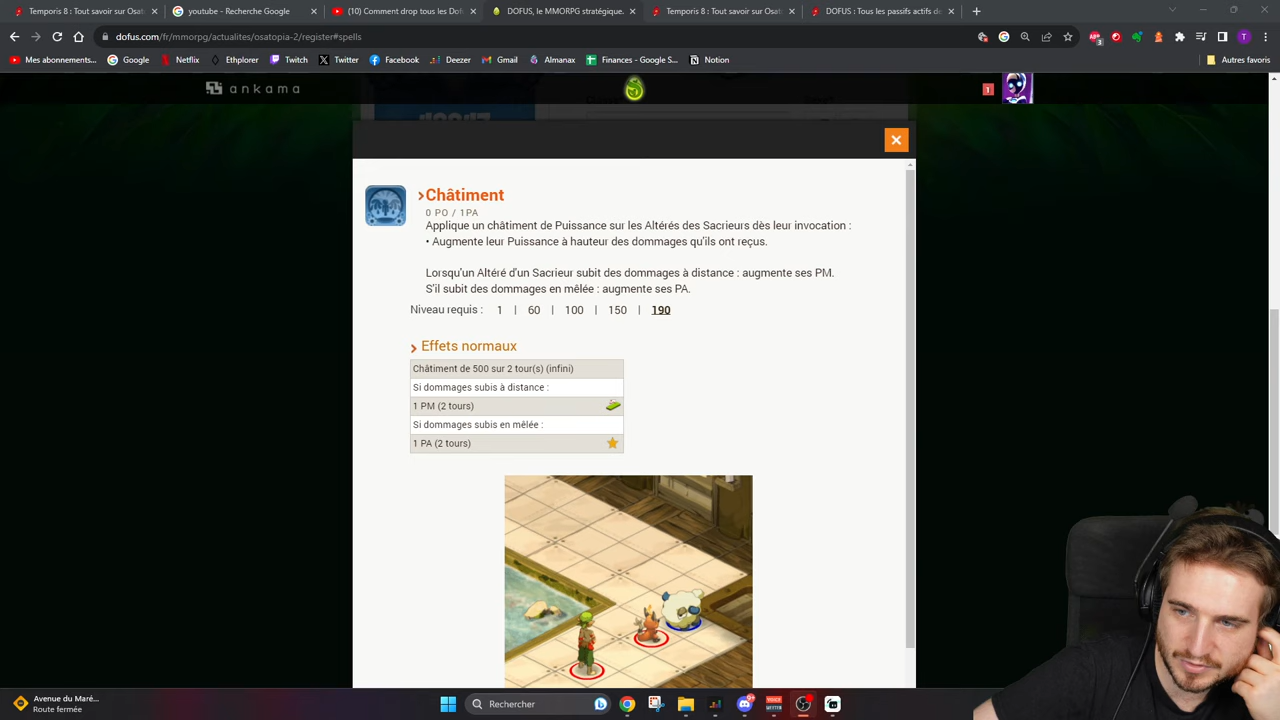 Temporis 8 : Tout savoir sur Osat
youtube - Recherche Google
(10) Comment drop tous les Dof
DOFUS, le MMORPG stratégique.
Temporis 8 : Tout savoir sur Osat
DOFUS : Tous les passifs actifs de
dofus.com/fr/mmorpg/actualites/osatopia-2/register#spells
3
T
Mes abonnements...
Google
Netflix
Ethplorer
Twitch
Twitter
Facebook
Deezer
Gmail
Almanax
Finances - Google S...
Notion
Autres favoris
ankama
1
Châtiment
0 PO / 1PA
Applique un châtiment de Puissance sur les Altérés des Sacrieurs dès leur invocation :
• Augmente leur Puissance à hauteur des dommages qu'ils ont reçus.
Lorsqu'un Altéré d'un Sacrieur subit des dommages à distance : augmente ses PM.
S'il subit des dommages en mêlée : augmente ses PA.
Niveau requis : 1 | 60 | 100 | 150 | 190
Effets normaux
Châtiment de 500 sur 2 tour(s) (infini)
Si dommages subis à distance :
1 PM (2 tours)
Si dommages subis en mêlée :
1 PA (2 tours)
Avenue du Maré...
Route fermée
Rechercher